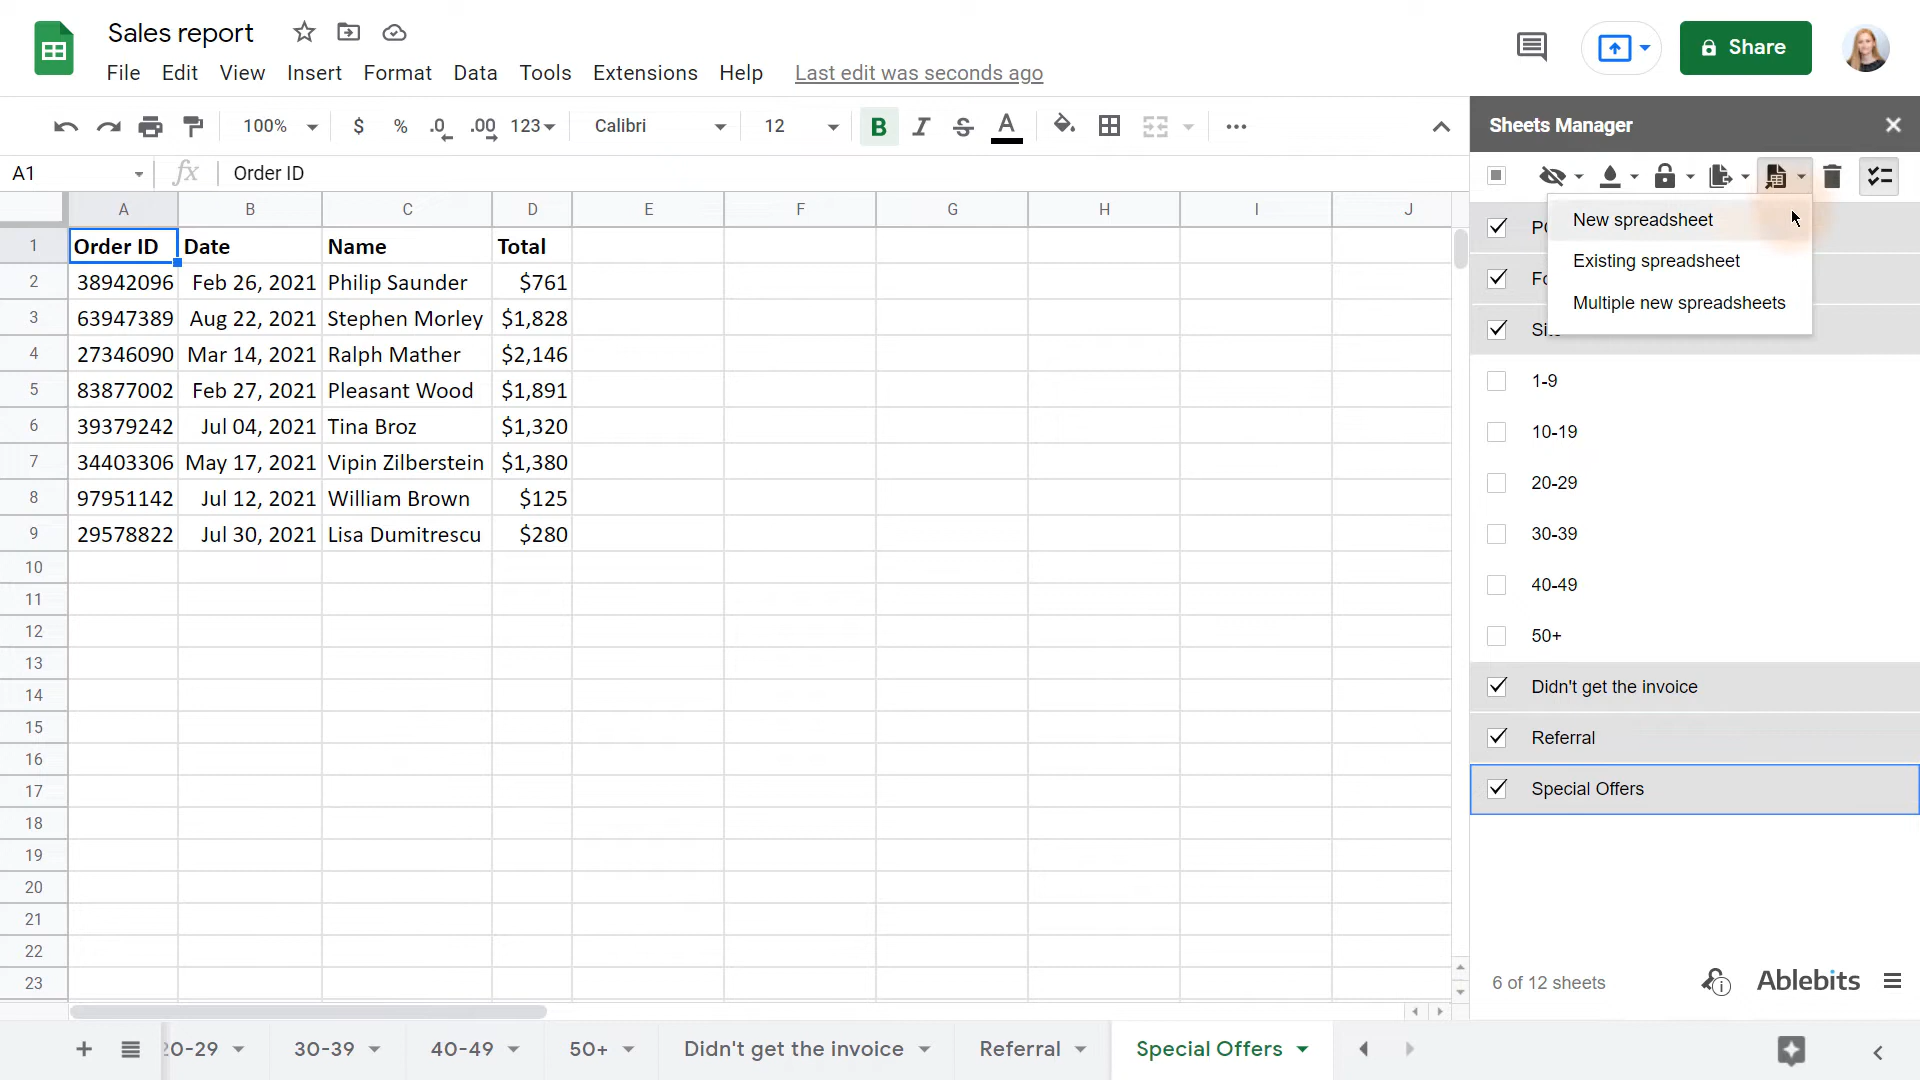 Sales report
File Edit View Insert Format Data Tools Extensions Help Last edit was seconds ago
Share
100% $ % .0 .00 123 Calibri 12 B I S A
Sheets Manager
A1 fx Order ID
A B C D E F G H I J
1 Order ID Date Name Total
2 38942096 Feb 26, 2021 Philip Saunder $761
3 63947389 Aug 22, 2021 Stephen Morley $1,828
4 27346090 Mar 14, 2021 Ralph Mather $2,146
5 83877002 Feb 27, 2021 Pleasant Wood $1,891
6 39379242 Jul 04, 2021 Tina Broz $1,320
7 34403306 May 17, 2021 Vipin Zilberstein $1,380
8 97951142 Jul 12, 2021 William Brown $125
9 29578822 Jul 30, 2021 Lisa Dumitrescu $280
10
11
12
13
14
15
16
17
18
19
20
21
22
23
New spreadsheet
Existing spreadsheet
Multiple new spreadsheets
1-9
10-19
20-29
30-39
40-49
50+
Didn't get the invoice
Referral
Special Offers
6 of 12 sheets
Ablebits
20-29 30-39 40-49 50+ Didn't get the invoice Referral Special Offers